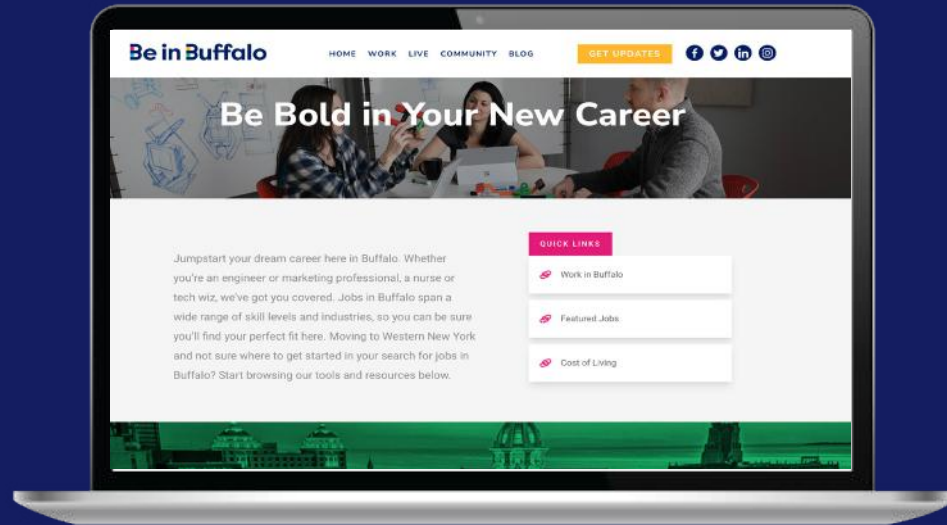 Be in Buffalo
HOME WORK LIVE COMMUNITY BLOG
GET UPDATES
Be Bold in Your New Career
Jumpstart your dream career here in Buffalo. Whether
you're an engineer or marketing professional, a nurse or
tech wiz, we've got you covered. Jobs in Buffalo span a
wide range of skill levels and industries, so you can be sure
you'll find your perfect fit here. Moving to Western New York
and not sure where to get started in your search for jobs in
Buffalo? Start browsing our tools and resources below.
QUICK LINKS
Work in Buffalo
Featured Jobs
Cost of Living